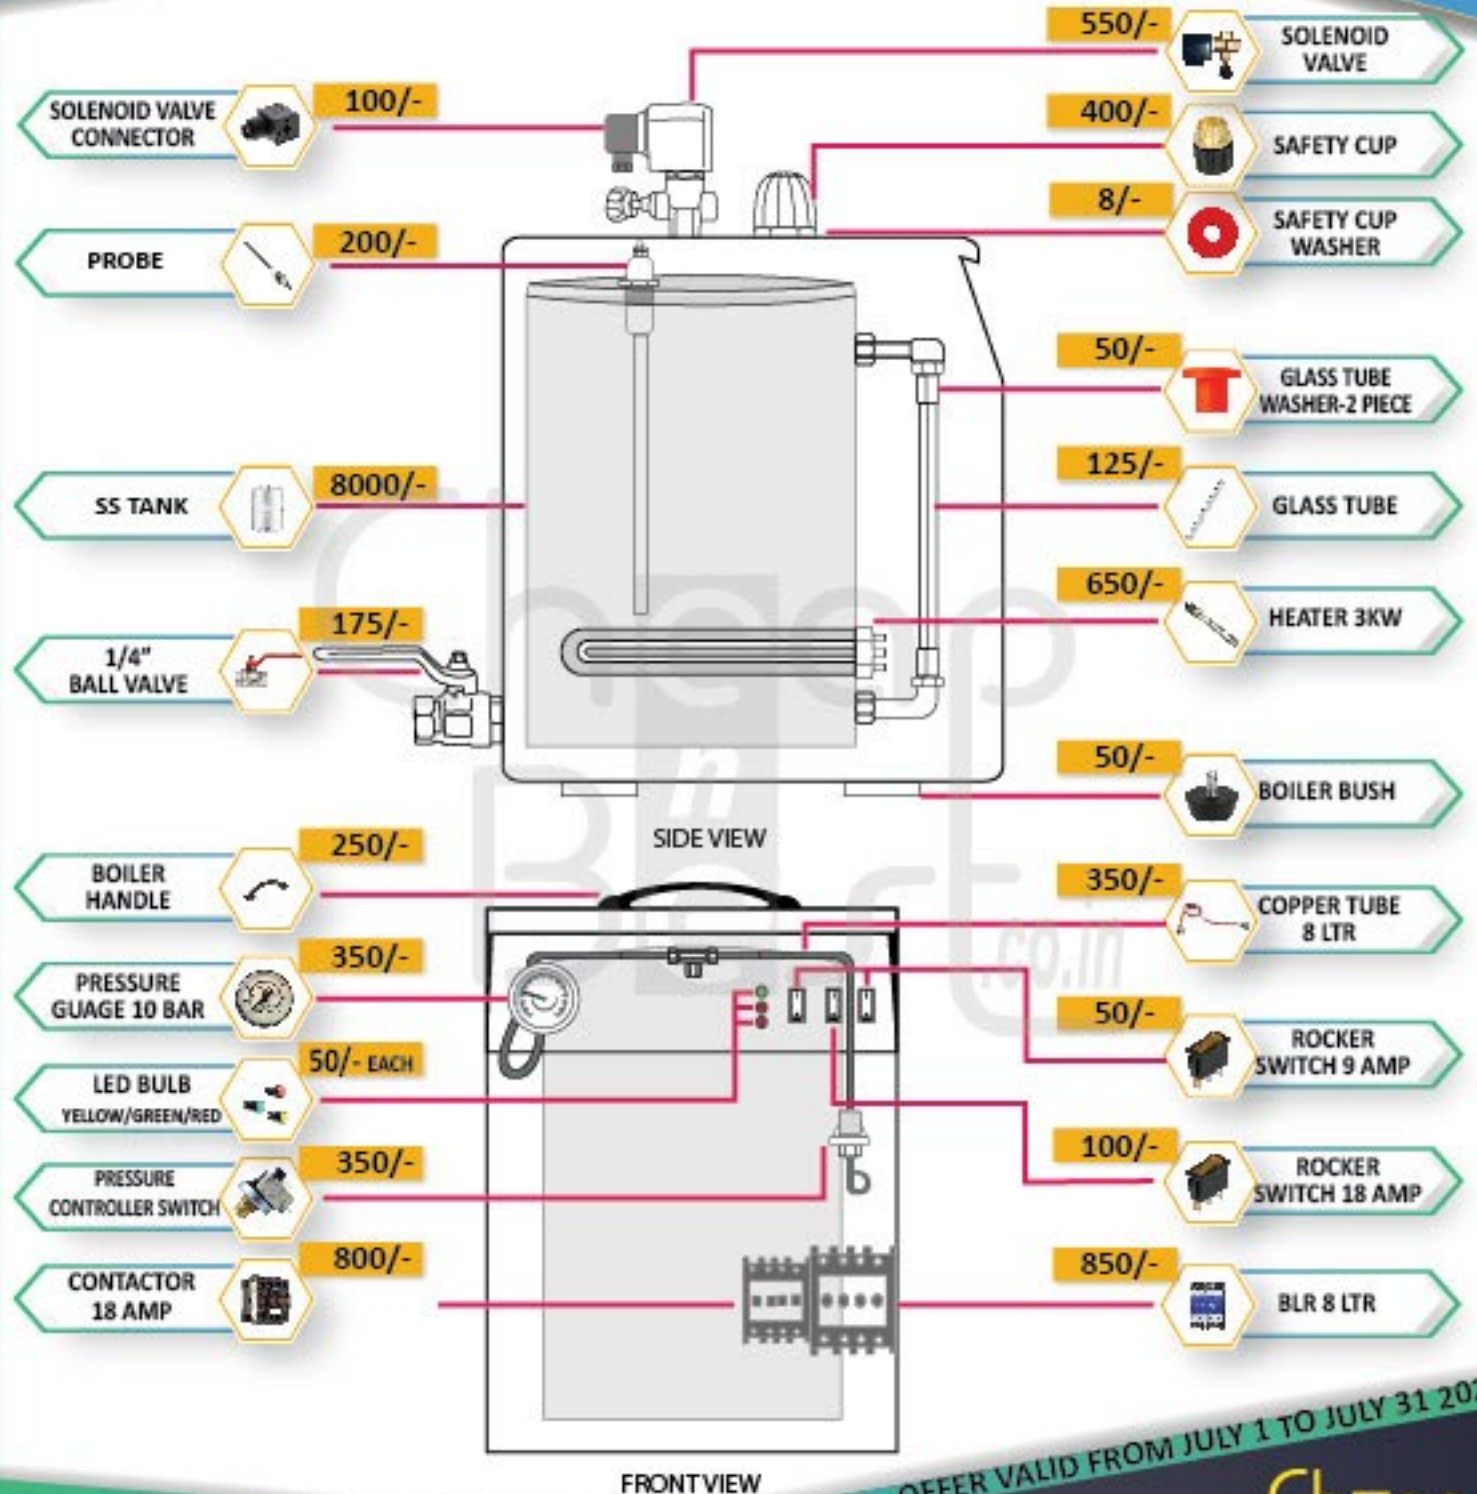 550/-
SOLENOID
VALVE
SOLENOID VALVE
CONNECTOR
100/-
400/-
SAFETY CUP
8/-
SAFETY CUP
WASHER
PROBE
200/-
50/-
GLASS TUBE
WASHER-2 PIECE
SS TANK
8000/-
125/-
GLASS TUBE
650/-
HEATER 3KW
1/4"
BALL VALVE
175/-
Cheap
n
Best
.co.in
50/-
BOILER BUSH
SIDE VIEW
BOILER
HANDLE
250/-
350/-
COPPER TUBE
8 LTR
PRESSURE
GUAGE 10 BAR
350/-
50/-
ROCKER
SWITCH 9 AMP
LED BULB
YELLOW/GREEN/RED
50/- EACH
PRESSURE
CONTROLLER SWITCH
350/-
100/-
ROCKER
SWITCH 18 AMP
CONTACTOR
18 AMP
800/-
850/-
BLR 8 LTR
FRONT VIEW
OFFER VALID FROM JULY 1 TO JULY 31